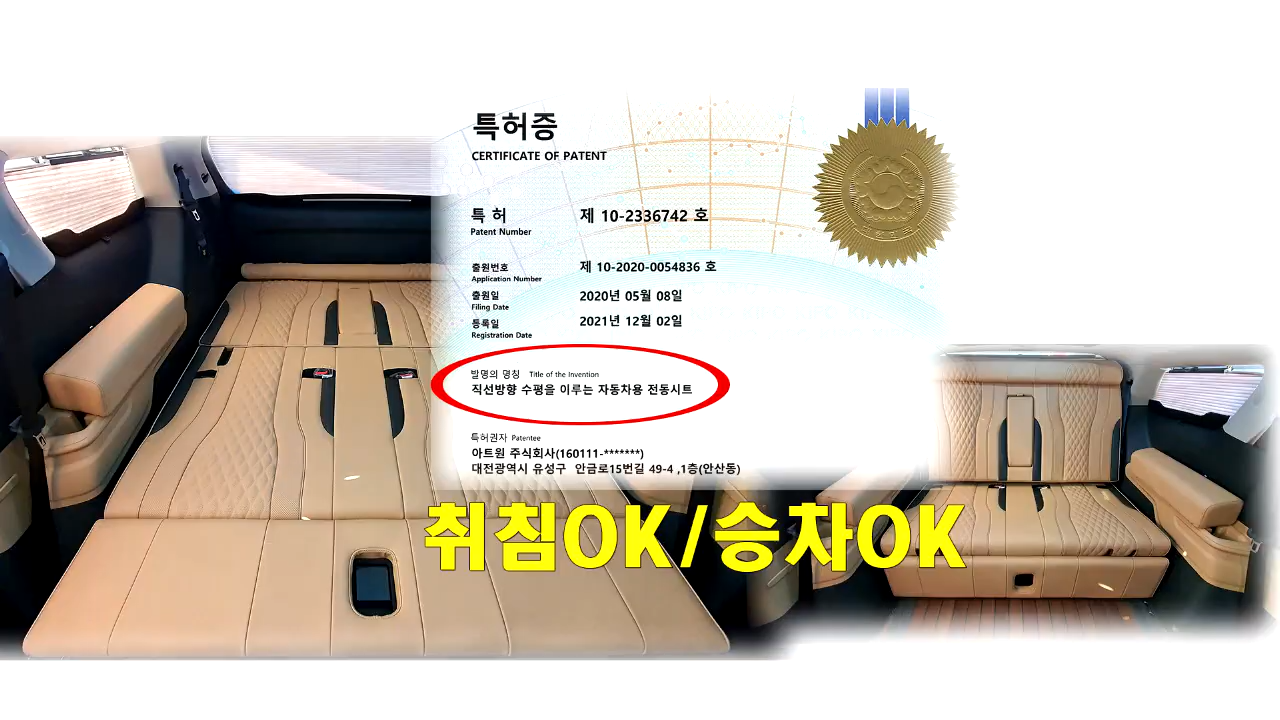 특허증
CERTIFICATE OF PATENT
특 허 제 10-2336742 호
Patent Number
출원번호 제 10-2020-0054836 호
Application Number
출원일 2020년 05월 08일
Filing Date
등록일 2021년 12월 02일
Registration Date
발명의 명칭 Title of the Invention
직선방향 수평을 이루는 자동차용 전동시트
특허권자 Patentee
아트원 주식회사(160111-*******)
대전광역시 유성구 안금로15번길 49-4 ,1층(안산동)
취침OK/승차OK